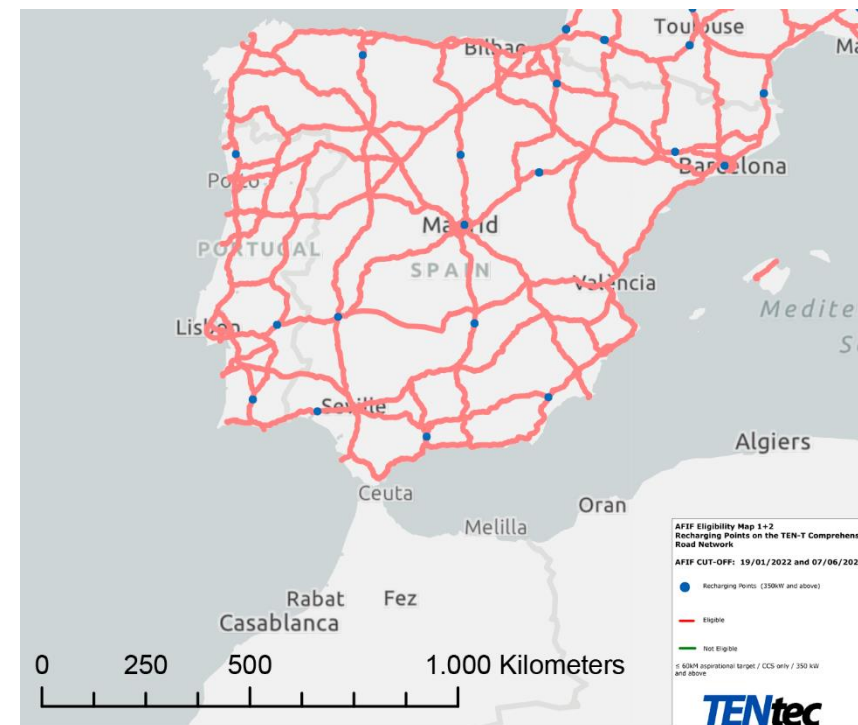 Toulouse
Bilbao
Ma
Barcelona
Porto
Madrid
PORTUGAL
SPAIN
València
Medite
Lisbon
S
Seville
Algiers
Ceuta
Oran
Melilla
AFIF Eligibility Map 1+2
Recharging Points on the TEN-T Comprehens
Road Network
AFIF CUT-OFF: 19/01/2022 and 07/06/202
Recharging Points (350kW and above)
Rabat Fez
Casablanca
Eligible
Not Eligible
0 250 500 1.000 Kilometers
≤ 60kM aspirational target / CCS only / 350 kW
and above
TENtec